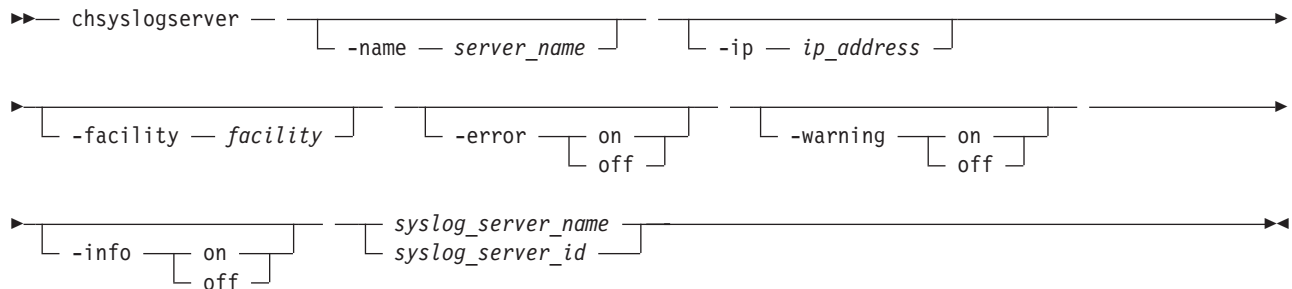 chsyslogserver
-name server_name -ip ip_address
-facility facility -error on -warning on
off off
-info on syslog_server_name
off syslog_server_id